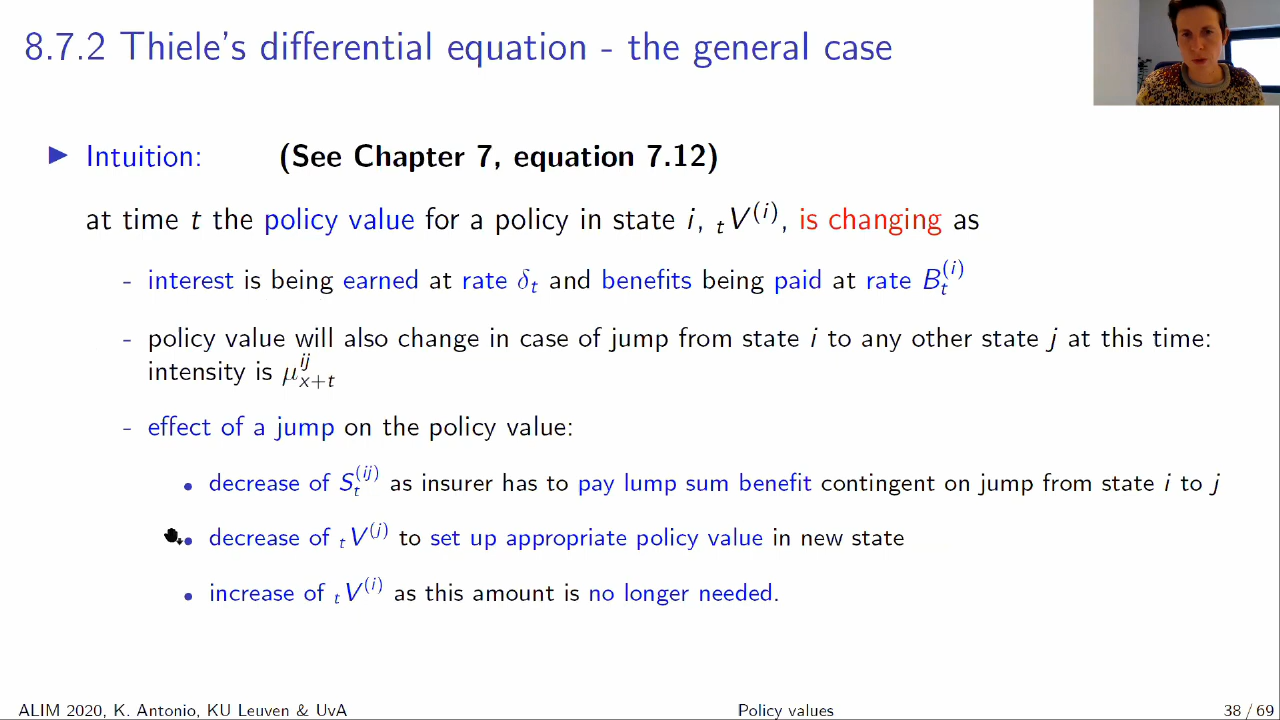 8.7.2 Thiele's differential equation - the general case
▶ Intuition: (See Chapter 7, equation 7.12)
at time t the policy value for a policy in state i, ₜV⁽ⁱ⁾, is changing as
- interest is being earned at rate δₜ and benefits being paid at rate Bₜ⁽ⁱ⁾
- policy value will also change in case of jump from state i to any other state j at this time:
intensity is μ^{ij}_{x+t}
- effect of a jump on the policy value:
• decrease of Sₜ⁽ⁱʲ⁾ as insurer has to pay lump sum benefit contingent on jump from state i to j
• decrease of ₜV⁽ʲ⁾ to set up appropriate policy value in new state
• increase of ₜV⁽ⁱ⁾ as this amount is no longer needed.
ALIM 2020, K. Antonio, KU Leuven & UvA Policy values 38 / 69